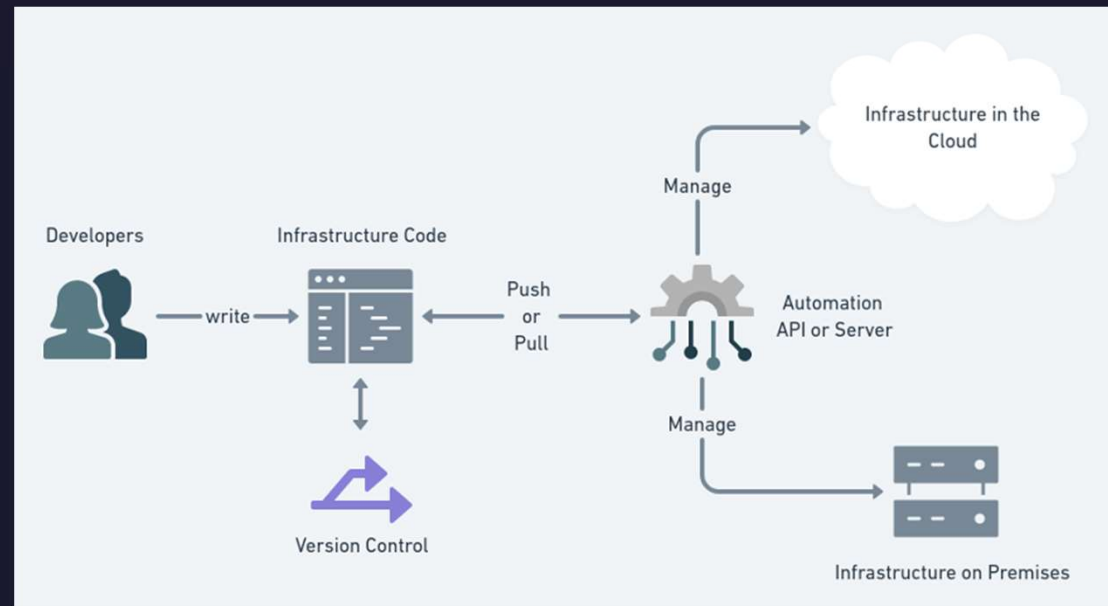 Developers
write
Infrastructure Code
Version Control
Push
or
Pull
Automation
API or Server
Manage
Infrastructure in the
Cloud
Manage
Infrastructure on Premises